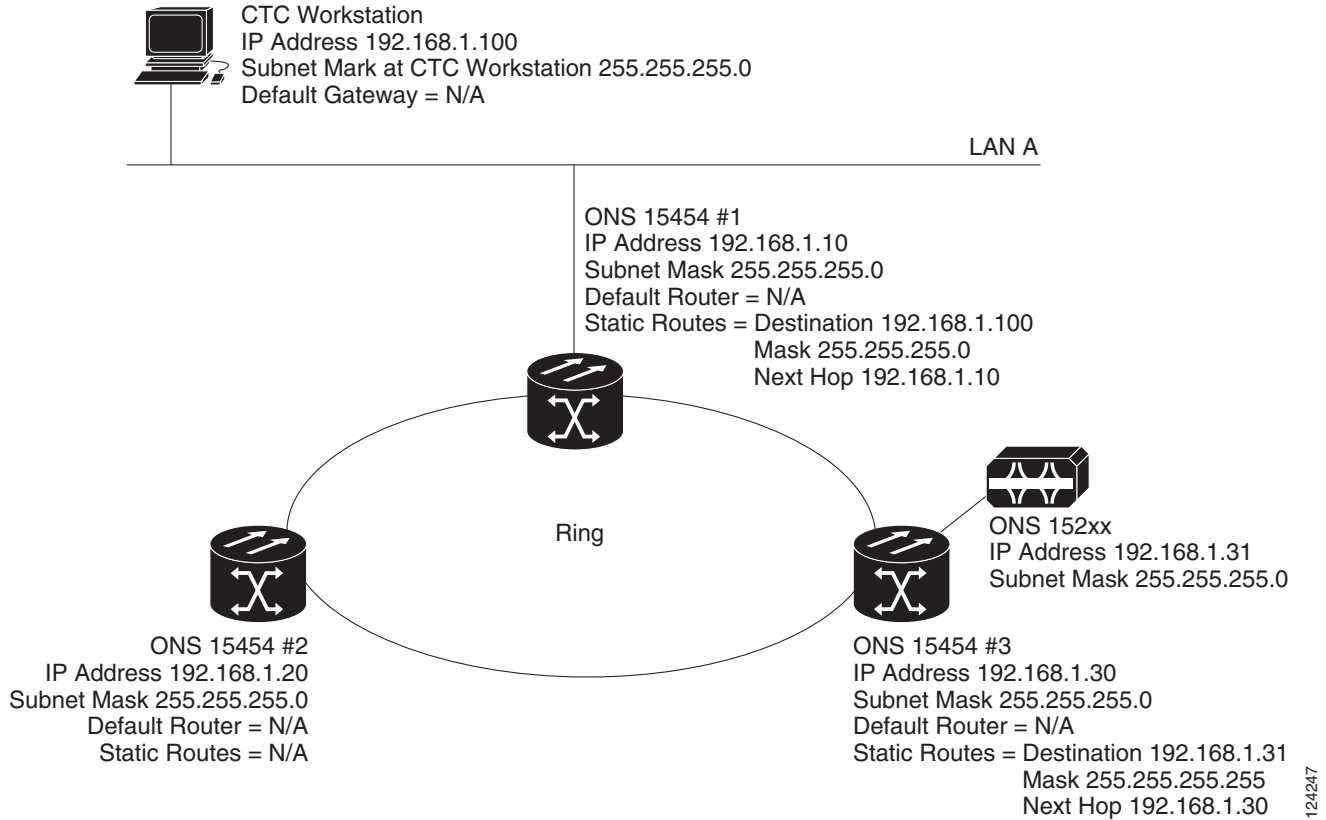 CTC Workstation
IP Address 192.168.1.100
Subnet Mark at CTC Workstation 255.255.255.0
Default Gateway = N/A
LAN A
ONS 15454 #1
IP Address 192.168.1.10
Subnet Mask 255.255.255.0
Default Router = N/A
Static Routes = Destination 192.168.1.100
Mask 255.255.255.0
Next Hop 192.168.1.10
Ring
ONS 152xx
IP Address 192.168.1.31
Subnet Mask 255.255.255.0
ONS 15454 #2
IP Address 192.168.1.20
Subnet Mask 255.255.255.0
Default Router = N/A
Static Routes = N/A
ONS 15454 #3
IP Address 192.168.1.30
Subnet Mask 255.255.255.0
Default Router = N/A
Static Routes = Destination 192.168.1.31
Mask 255.255.255.255
Next Hop 192.168.1.30
124247